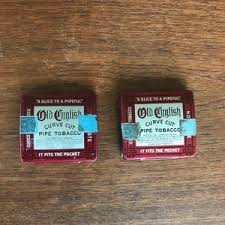 "A SLICE TO A PIPEFUL"
Old English
CURVE CUT
PIPE TOBACCO
IT FITS THE POCKET
"A SLICE TO A PIPEFUL"
Old English
CURVE CUT
PIPE TOBACCO
IT FITS THE POCKET